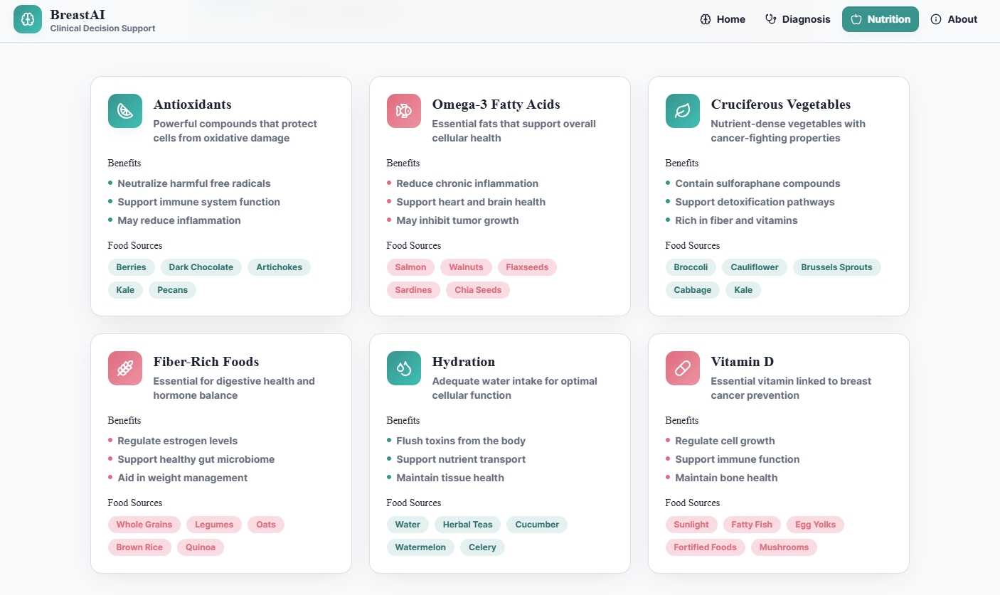 BreastAI
Clinical Decision Support
Home
Diagnosis
Nutrition
About
Antioxidants
Powerful compounds that protect
cells from oxidative damage
Benefits
Neutralize harmful free radicals
Support immune system function
May reduce inflammation
Food Sources
Berries
Dark Chocolate
Artichokes
Kale
Pecans
Omega-3 Fatty Acids
Essential fats that support overall
cellular health
Benefits
Reduce chronic inflammation
Support heart and brain health
May inhibit tumor growth
Food Sources
Salmon
Walnuts
Flaxseeds
Sardines
Chia Seeds
Cruciferous Vegetables
Nutrient-dense vegetables with
cancer-fighting properties
Benefits
Contain sulforaphane compounds
Support detoxification pathways
Rich in fiber and vitamins
Food Sources
Broccoli
Cauliflower
Brussels Sprouts
Cabbage
Kale
Fiber-Rich Foods
Essential for digestive health and
hormone balance
Benefits
Regulate estrogen levels
Support healthy gut microbiome
Aid in weight management
Food Sources
Whole Grains
Legumes
Oats
Brown Rice
Quinoa
Hydration
Adequate water intake for optimal
cellular function
Benefits
Flush toxins from the body
Support nutrient transport
Maintain tissue health
Food Sources
Water
Herbal Teas
Cucumber
Watermelon
Celery
Vitamin D
Essential vitamin linked to breast
cancer prevention
Benefits
Regulate cell growth
Support immune function
Maintain bone health
Food Sources
Sunlight
Fatty Fish
Egg Yolks
Fortified Foods
Mushrooms